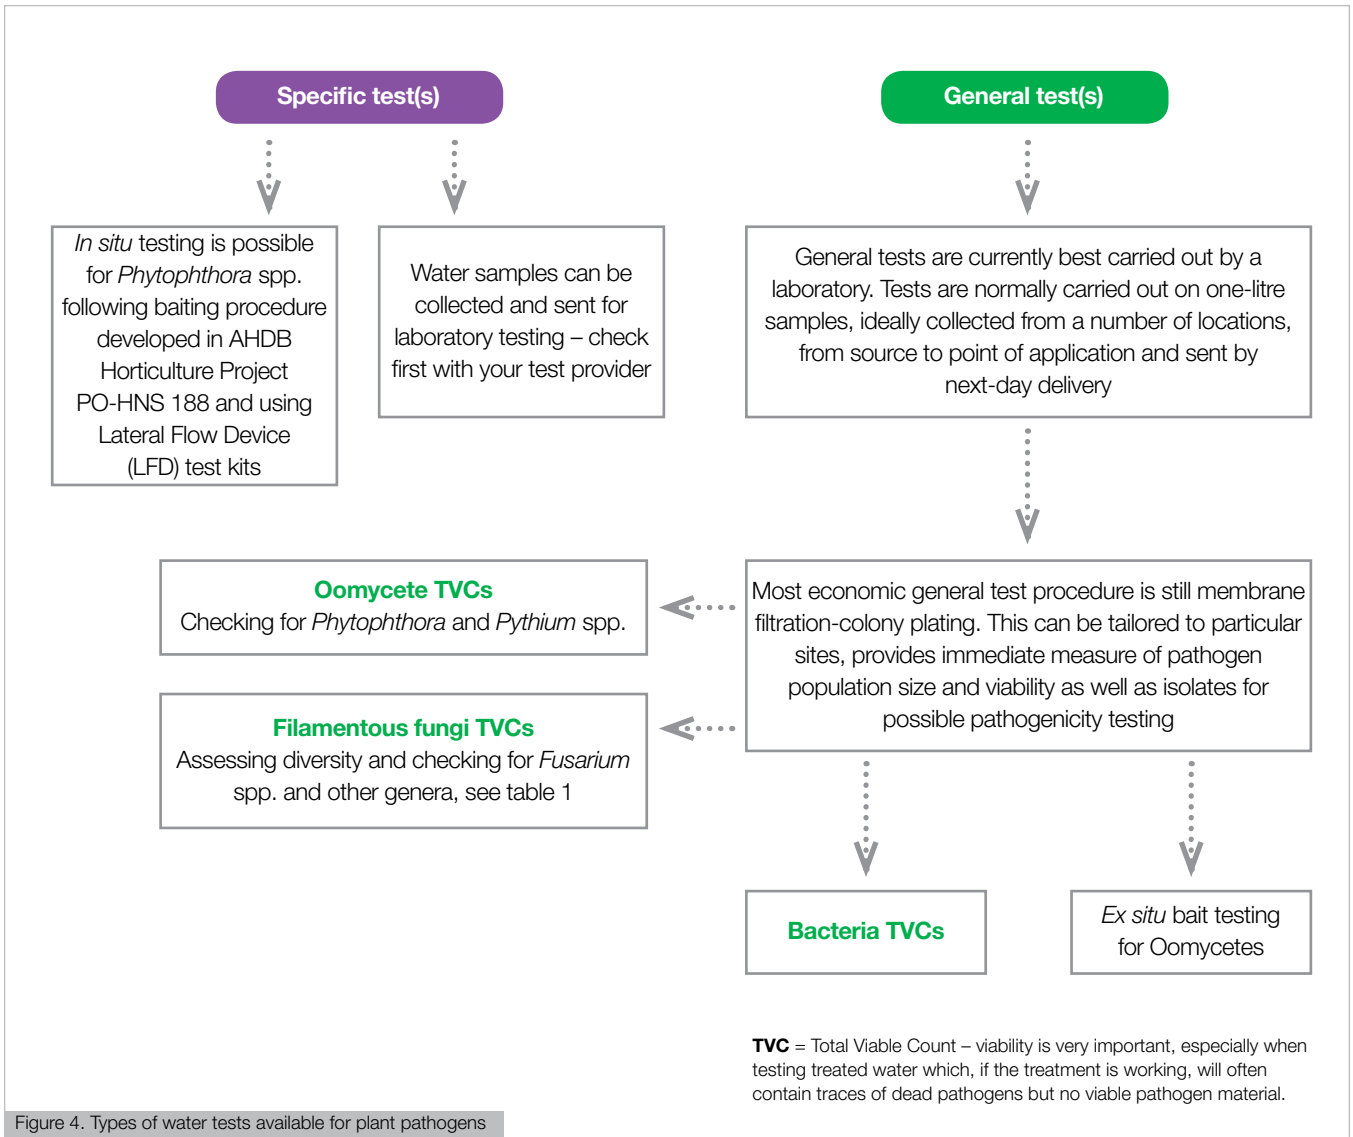 Specific test(s)
General test(s)
In situ testing is possible
for Phytophthora spp.
following baiting procedure
developed in AHDB
Horticulture Project
PO-HNS 188 and using
Lateral Flow Device
(LFD) test kits
Water samples can be
collected and sent for
laboratory testing – check
first with your test provider
General tests are currently best carried out by a
laboratory. Tests are normally carried out on one-litre
samples, ideally collected from a number of locations,
from source to point of application and sent by
next-day delivery
Oomycete TVCs
Checking for Phytophthora and Pythium spp.
Filamentous fungi TVCs
Assessing diversity and checking for Fusarium
spp. and other genera, see table 1
Most economic general test procedure is still membrane
filtration-colony plating. This can be tailored to particular
sites, provides immediate measure of pathogen
population size and viability as well as isolates for
possible pathogenicity testing
Bacteria TVCs
Ex situ bait testing
for Oomycetes
TVC = Total Viable Count – viability is very important, especially when
testing treated water which, if the treatment is working, will often
contain traces of dead pathogens but no viable pathogen material.
Figure 4. Types of water tests available for plant pathogens